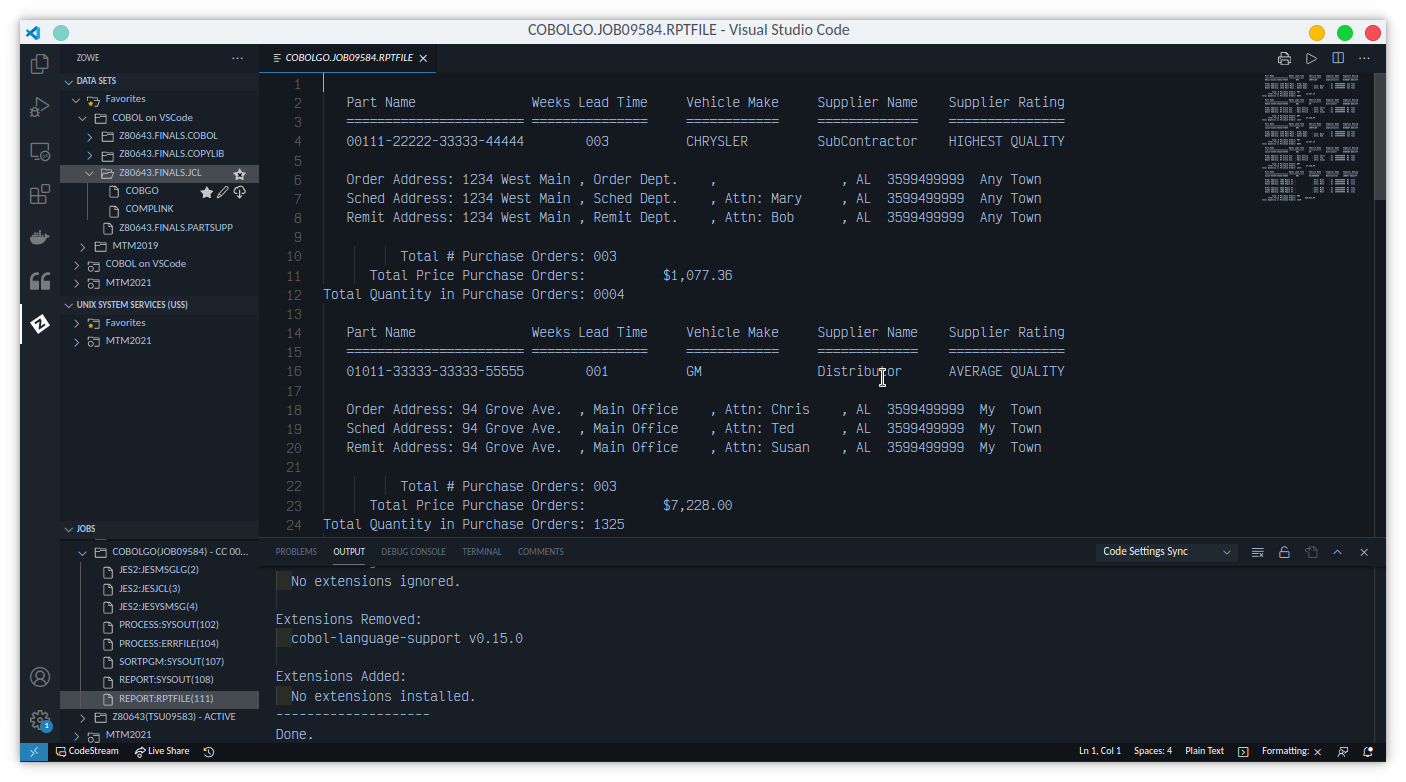 COBOLGO.JOB09584.RPTFILE - Visual Studio Code
ZOWE
DATA SETS
Favorites
COBOL on VSCode
Z80643.FINALS.COBOL
Z80643.FINALS.COPYLIB
Z80643.FINALS.JCL
COBGO
COMPLINK
Z80643.FINALS.PARTSUPP
MTM2019
COBOL on VSCode
MTM2021
UNIX SYSTEM SERVICES (USS)
Favorites
MTM2021
JOBS
COBOLGO(JOB09584) - CC 00...
JES2:JESMSGLG(2)
JES2:JESJCL(3)
JES2:JESYSMSG(4)
PROCESS:SYSOUT(102)
PROCESS:ERRFILE(104)
SORTPGM:SYSOUT(107)
REPORT:SYSOUT(108)
REPORT:RPTFILE(111)
Z80643(TSU09583) - ACTIVE
MTM2021
COBOLGO.JOB09584.RPTFILE
1
2 Part Name Weeks Lead Time Vehicle Make Supplier Name Supplier Rating
3 ======================= =============== ============ ============= ===============
4 00111-22222-33333-44444 003 CHRYSLER SubContractor HIGHEST QUALITY
5
6 Order Address: 1234 West Main , Order Dept. , , AL 3599499999 Any Town
7 Sched Address: 1234 West Main , Sched Dept. , Attn: Mary , AL 3599499999 Any Town
8 Remit Address: 1234 West Main , Remit Dept. , Attn: Bob , AL 3599499999 Any Town
9
10 Total # Purchase Orders: 003
11 Total Price Purchase Orders: $1,077.36
12 Total Quantity in Purchase Orders: 0004
13
14 Part Name Weeks Lead Time Vehicle Make Supplier Name Supplier Rating
15 ======================= =============== ============ ============= ===============
16 01011-33333-33333-55555 001 GM Distributor AVERAGE QUALITY
17
18 Order Address: 94 Grove Ave. , Main Office , Attn: Chris , AL 3599499999 My Town
19 Sched Address: 94 Grove Ave. , Main Office , Attn: Ted , AL 3599499999 My Town
20 Remit Address: 94 Grove Ave. , Main Office , Attn: Susan , AL 3599499999 My Town
21
22 Total # Purchase Orders: 003
23 Total Price Purchase Orders: $7,228.00
24 Total Quantity in Purchase Orders: 1325
PROBLEMS OUTPUT DEBUG CONSOLE TERMINAL COMMENTS Code Settings Sync
No extensions ignored.
Extensions Removed:
cobol-language-support v0.15.0
Extensions Added:
No extensions installed.
--------------------
Done.
1
CodeStream Live Share Ln 1, Col 1 Spaces: 4 Plain Text Formatting: ×